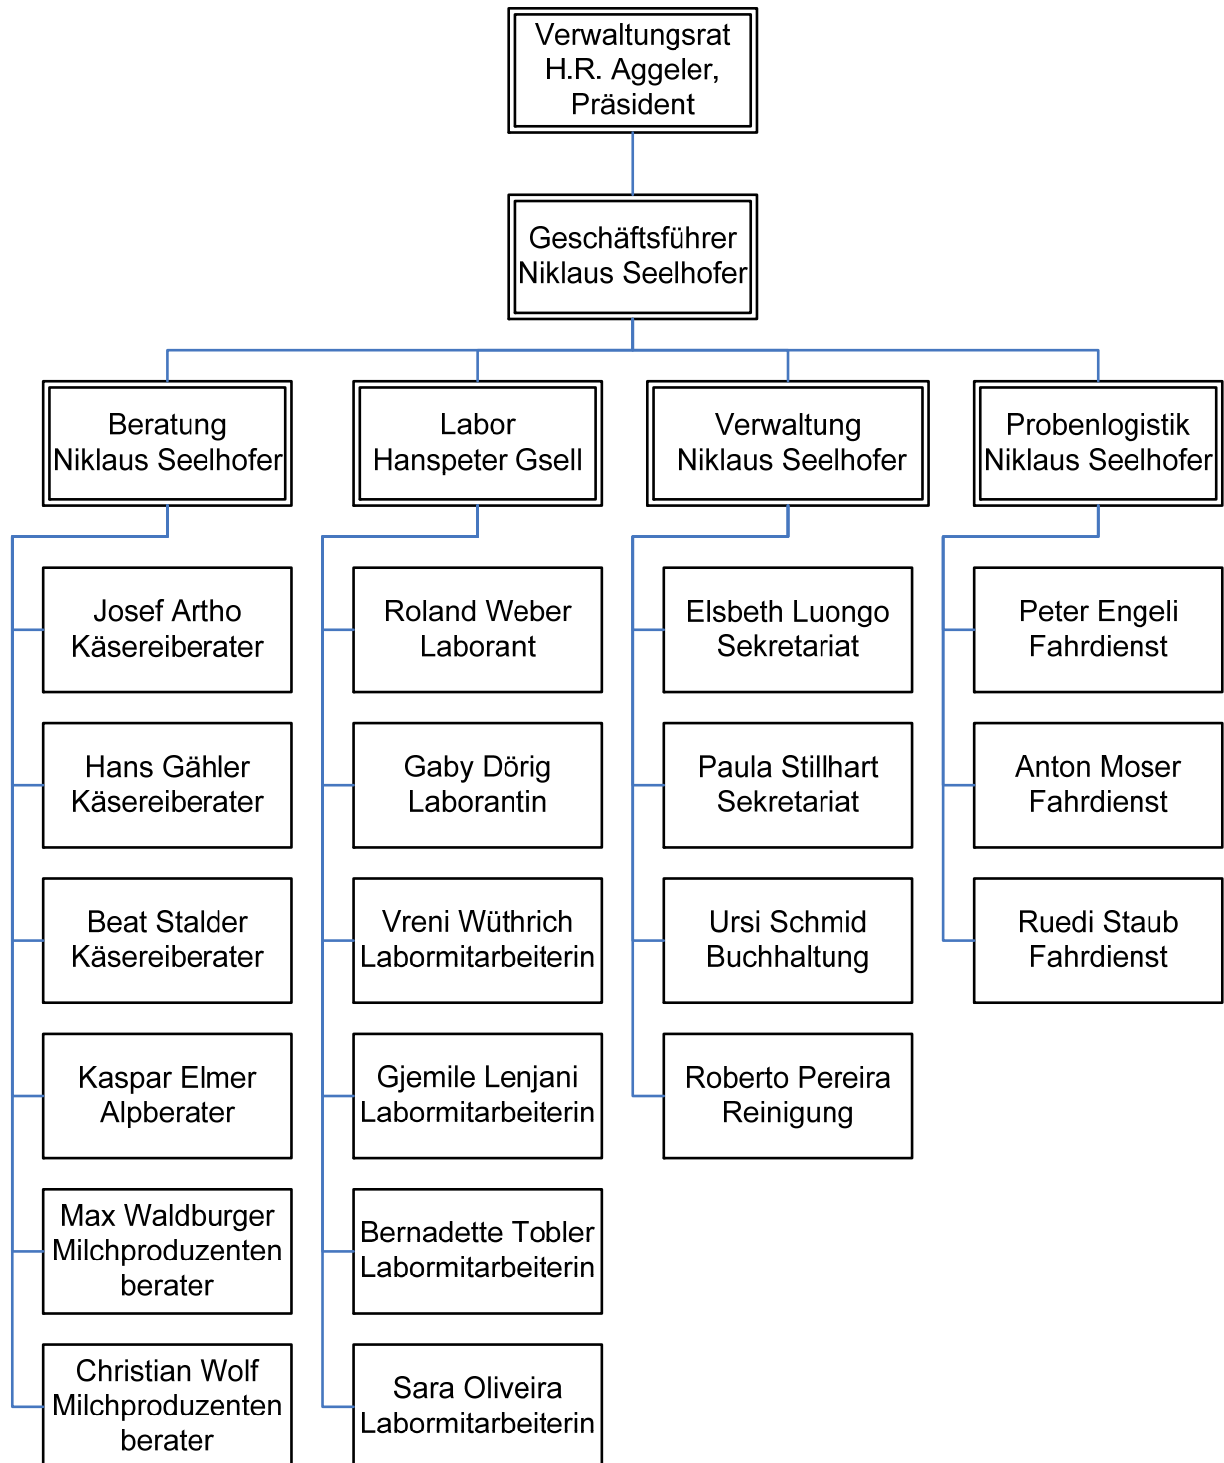 Verwaltungsrat
H.R. Aggeler,
Präsident
Geschäftsführer
Niklaus Seelhofer
Beratung
Niklaus Seelhofer
Labor
Hanspeter Gsell
Verwaltung
Niklaus Seelhofer
Probenlogistik
Niklaus Seelhofer
Josef Artho
Käsereiberater
Hans Gähler
Käsereiberater
Beat Stalder
Käsereiberater
Kaspar Elmer
Alpberater
Max Waldburger
Milchproduzenten
berater
Christian Wolf
Milchproduzenten
berater
Roland Weber
Laborant
Gaby Dörig
Laborantin
Vreni Wüthrich
Labormitarbeiterin
Gjemile Lenjani
Labormitarbeiterin
Bernadette Tobler
Labormitarbeiterin
Sara Oliveira
Labormitarbeiterin
Elsbeth Luongo
Sekretariat
Paula Stillhart
Sekretariat
Ursi Schmid
Buchhaltung
Roberto Pereira
Reinigung
Peter Engeli
Fahrdienst
Anton Moser
Fahrdienst
Ruedi Staub
Fahrdienst